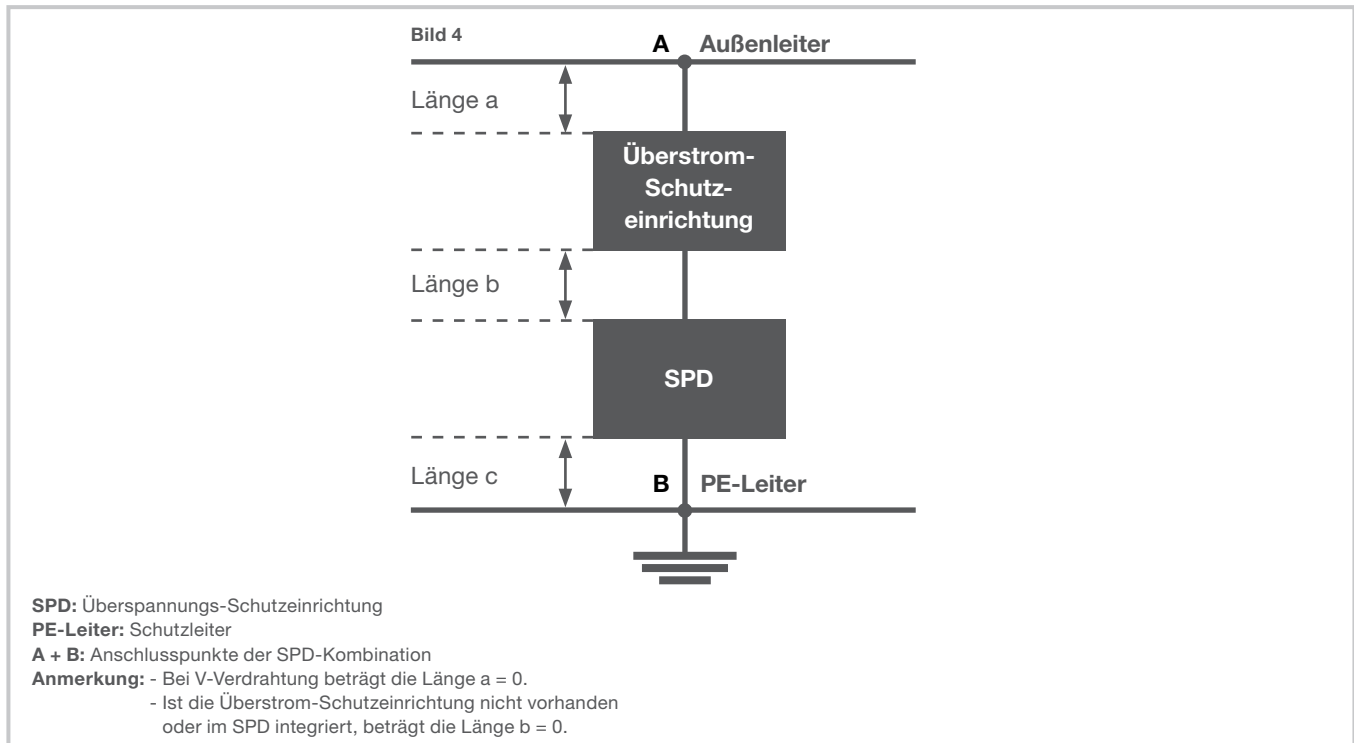 Bild 4
A Außenleiter
Länge a
Überstrom-
Schutz-
einrichtung
Länge b
SPD
Länge c
B PE-Leiter
SPD: Überspannungs-Schutzeinrichtung
PE-Leiter: Schutzleiter
A + B: Anschlusspunkte der SPD-Kombination
Anmerkung: - Bei V-Verdrahtung beträgt die Länge a = 0.
- Ist die Überstrom-Schutzeinrichtung nicht vorhanden
oder im SPD integriert, beträgt die Länge b = 0.